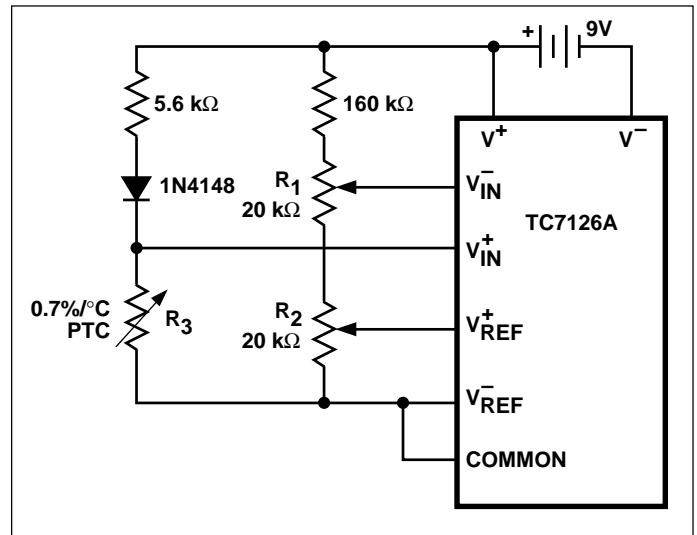 + 9V
5.6 kΩ
160 kΩ
V+
V–
1N4148
R1
20 kΩ
V–IN
TC7126A
V+IN
0.7%/°C
PTC
R3
R2
20 kΩ
V+REF
V–REF
COMMON